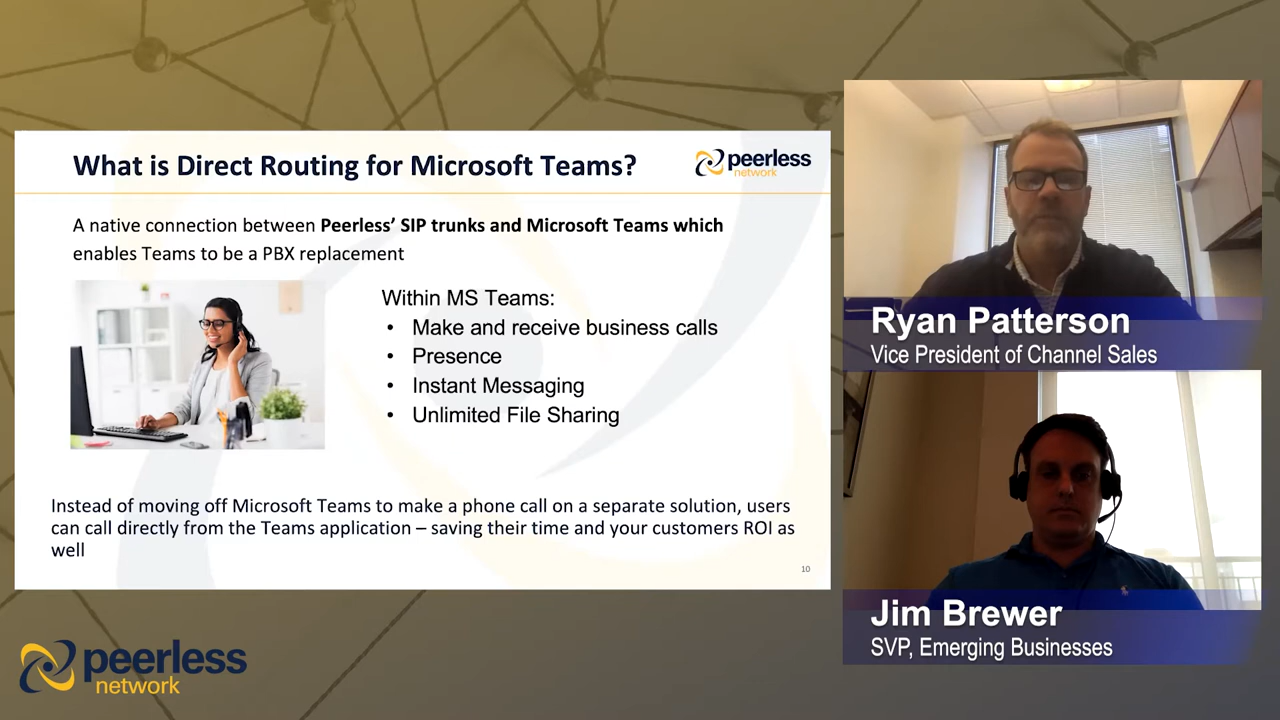 What is Direct Routing for Microsoft Teams?
peerless
network
A native connection between Peerless’ SIP trunks and Microsoft Teams which
enables Teams to be a PBX replacement
Within MS Teams:
• Make and receive business calls
• Presence
• Instant Messaging
• Unlimited File Sharing
Instead of moving off Microsoft Teams to make a phone call on a separate solution, users
can call directly from the Teams application – saving their time and your customers ROI as
well
10
Ryan Patterson
Vice President of Channel Sales
Jim Brewer
SVP, Emerging Businesses
peerless
network